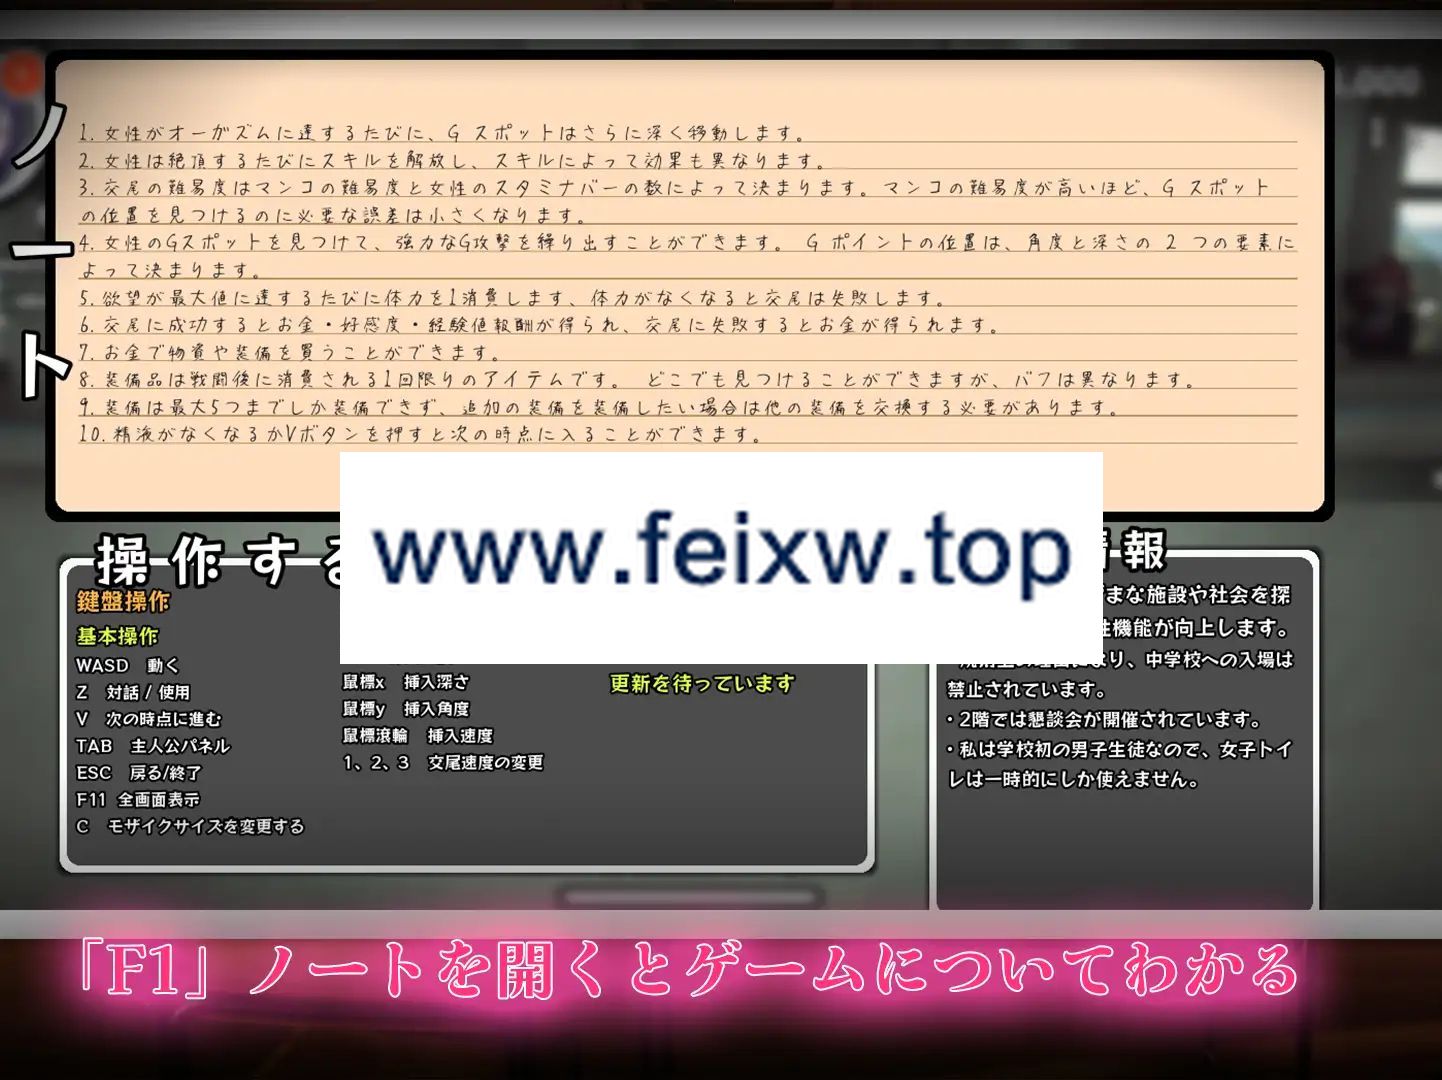 ノート
1. 女性がオーガズムに達するたびに、G スポットはさらに深く移動します。
2. 女性は絶頂するたびにスキルを解放し、スキルによって効果も異なります。
3. 交尾の難易度はマンコの難易度と女性のスタミナバーの数によって決まります。マンコの難易度が高いほど、G スポット
の位置を見つけるのに必要な誤差は小さくなります。
4. 女性のGスポットを見つけて、強力なG攻撃を繰り出すことができます。 G ポイントの位置は、角度と深さの 2 つの要素に
よって決まります。
5. 欲望が最大値に達するたびに体力を1消費します、体力がなくなると交尾は失敗します。
6. 交尾に成功するとお金・好感度・経験値報酬が得られ、交尾に失敗するとお金が得られます。
7. お金で物資や装備を買うことができます。
8. 装備品は戦闘後に消費される1回限りのアイテムです。 どこでも見つけることができますが、バフは異なります。
9. 装備は最大5つまでしか装備できず、追加の装備を装備したい場合は他の装備を交換する必要があります。
10. 精液がなくなるかVボタンを押すと次の時点に入ることができます。
www.feixw.top
操作する
鍵盤操作
基本操作
WASD 動く
Z 対話 / 使用
V 次の時点に進む
TAB 主人公パネル
ESC 戻る/終了
F11 全画面表示
C モザイクサイズを変更する
鼠標x 挿入深さ
鼠標y 挿入角度
鼠標滾輪 挿入速度
1、2、3 交尾速度の変更
更新を待っています
報
まな施設や社会を探
性機能が向上します。
り、中学校への入場は
禁止されています。
・2階では懇談会が開催されています。
・私は学校初の男子生徒なので、女子トイ
レは一時的にしか使えません。
「F1」ノートを開くとゲームについてわかる